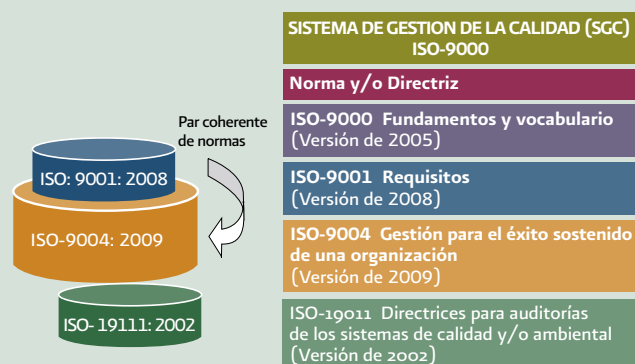 Par coherente
de normas
ISO: 9001: 2008
ISO-9004: 2009
ISO- 19111: 2002
SISTEMA DE GESTION DE LA CALIDAD (SGC)
ISO-9000
Norma y/o Directriz
ISO-9000 Fundamentos y vocabulario
(Versión de 2005)
ISO-9001 Requisitos
(Versión de 2008)
ISO-9004 Gestión para el éxito sostenido
de una organización
(Versión de 2009)
ISO-19011 Directrices para auditorías
de los sistemas de calidad y/o ambiental
(Versión de 2002)